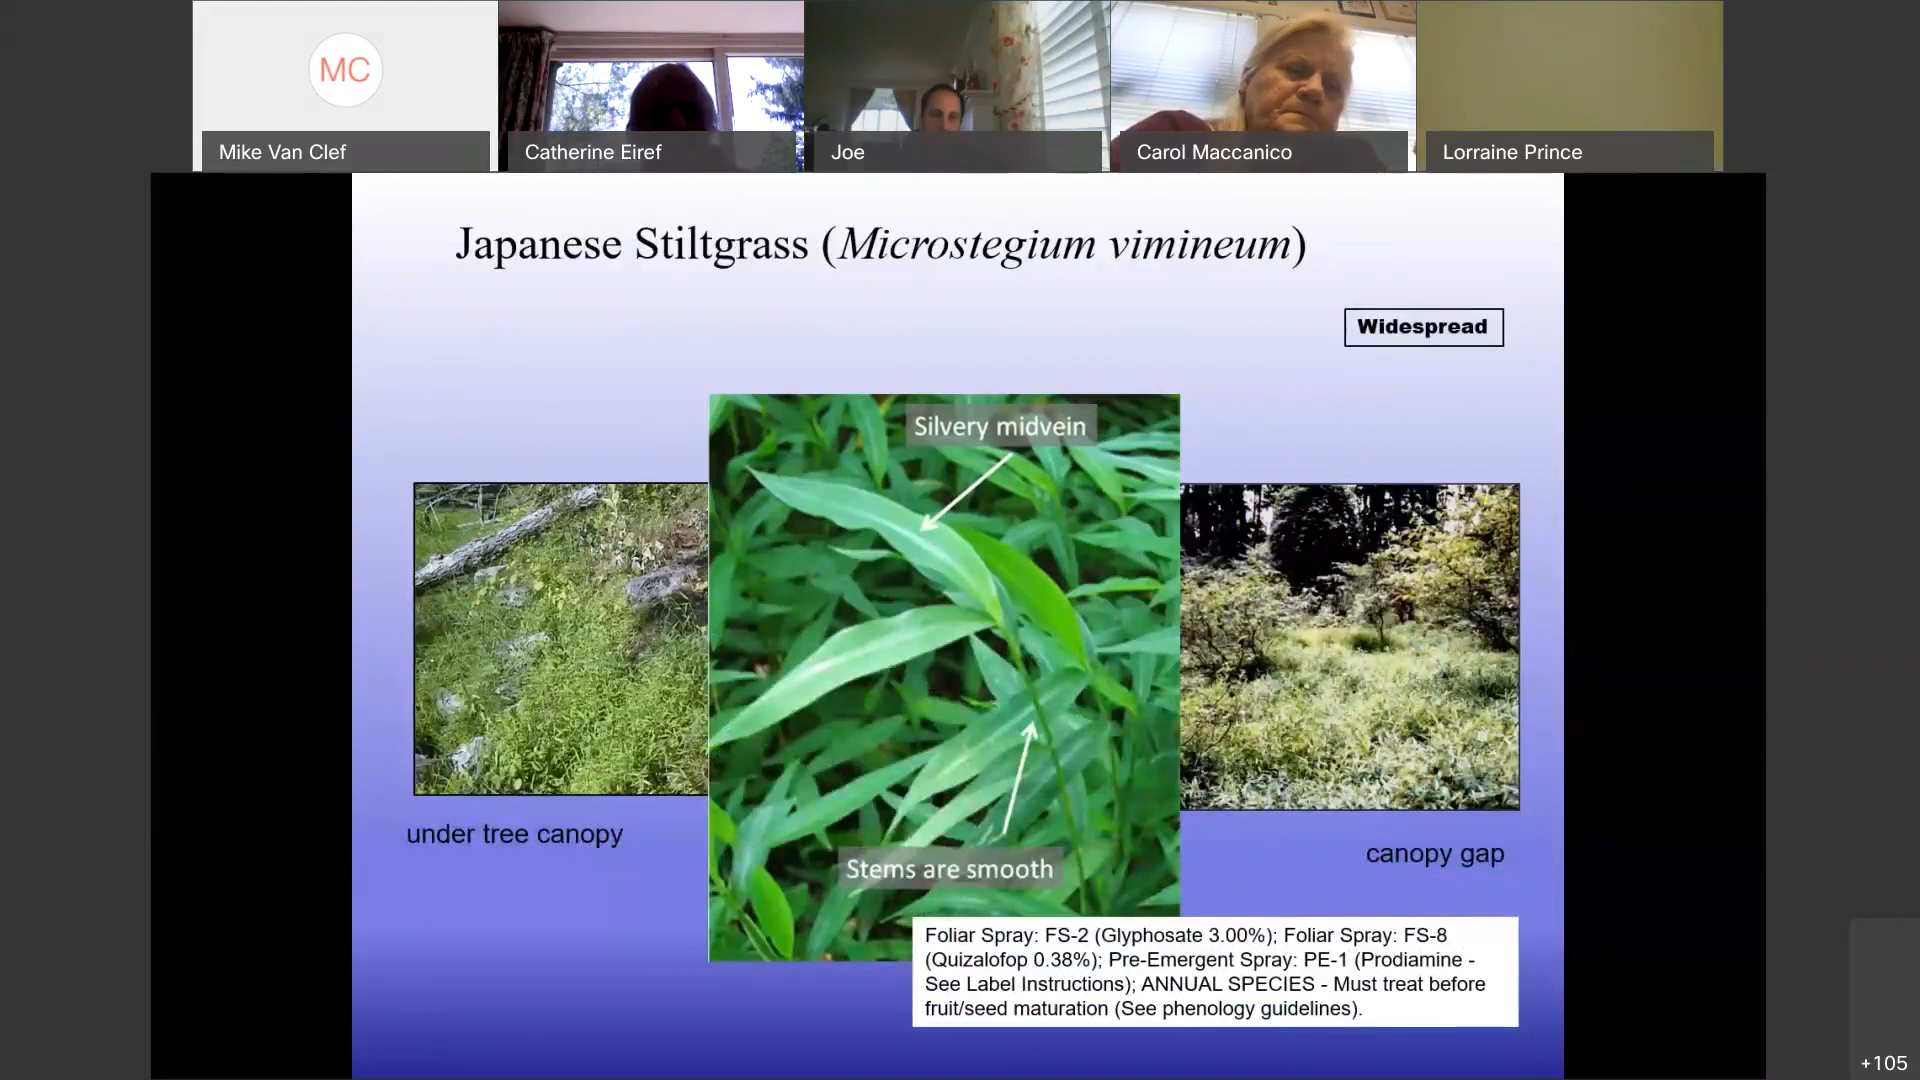 MC
Mike Van Clef
Catherine Eiref
Joe
Carol Maccanico
Lorraine Prince
Japanese Stiltgrass (Microstegium vimineum)
Widespread
Silvery midvein
Stems are smooth
under tree canopy
canopy gap
Foliar Spray: FS-2 (Glyphosate 3.00%); Foliar Spray: FS-8
(Quizalofop 0.38%); Pre-Emergent Spray: PE-1 (Prodiamine -
See Label Instructions); ANNUAL SPECIES - Must treat before
fruit/seed maturation (See phenology guidelines).
+105